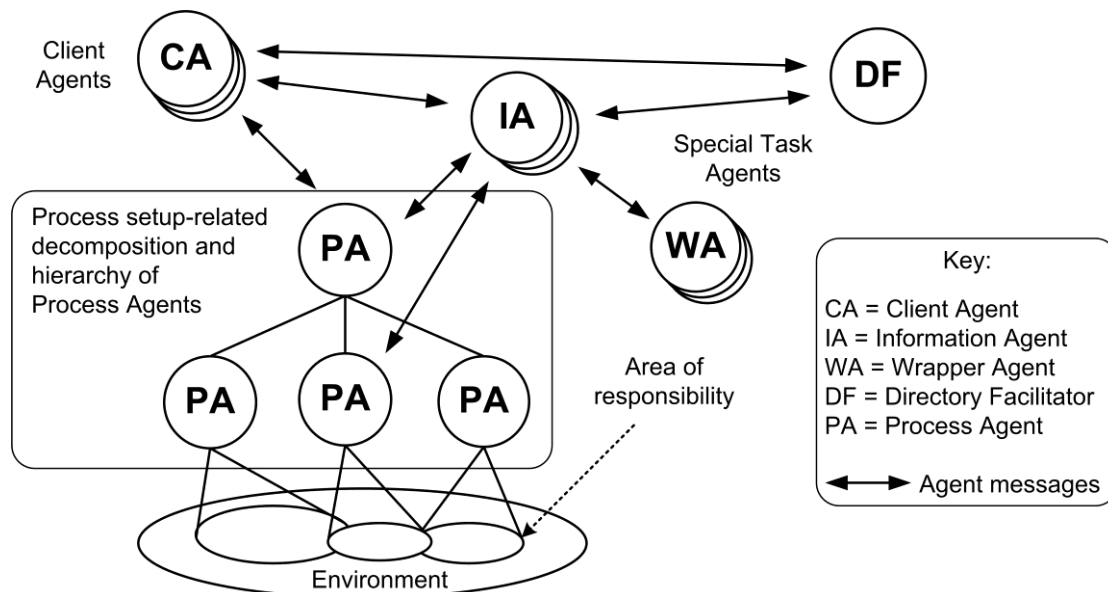 Client
Agents
CA
IA
DF
Special Task
Agents
Process setup-related
decomposition and
hierarchy of
Process Agents
PA
WA
PA
PA
PA
Area of
responsibility
Environment
Key:
CA = Client Agent
IA = Information Agent
WA = Wrapper Agent
DF = Directory Facilitator
PA = Process Agent
Agent messages